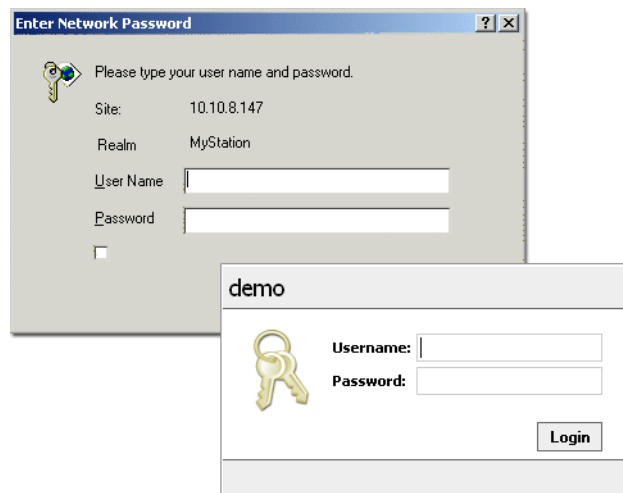 Enter Network Password
Please type your user name and password.
Site: 10.10.8.147
Realm MyStation
User Name
Password
demo
Username:
Password:
Login